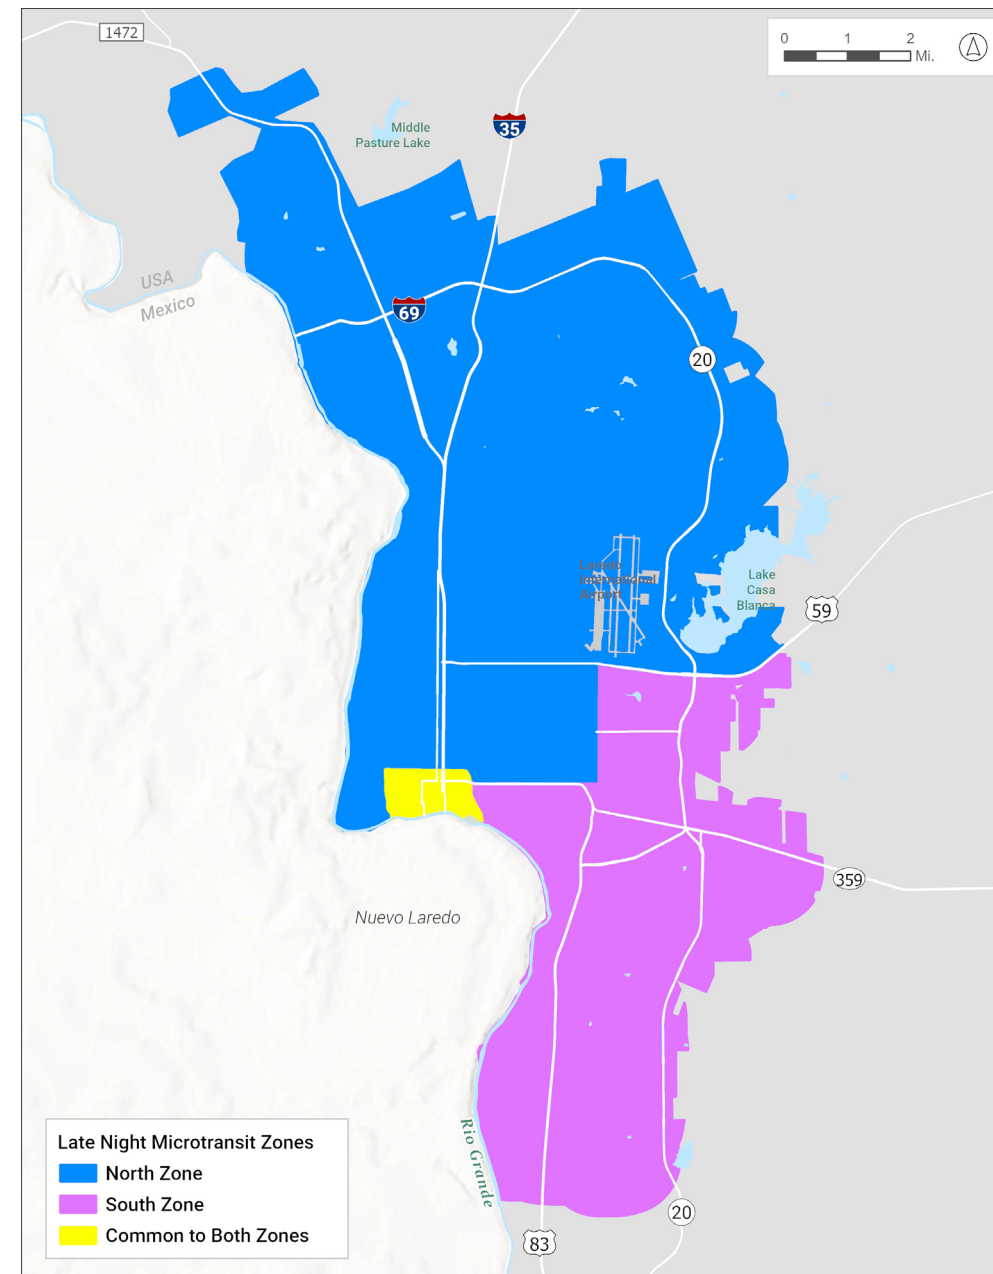 1472
0 1 2
Mi.
Middle
Pasture Lake
35
USA
Mexico
69
20
Laredo
International
Airport
Lake
Casa
Blanca
59
359
Nuevo Laredo
Rio Grande
20
83
Late Night Microtransit Zones
North Zone
South Zone
Common to Both Zones